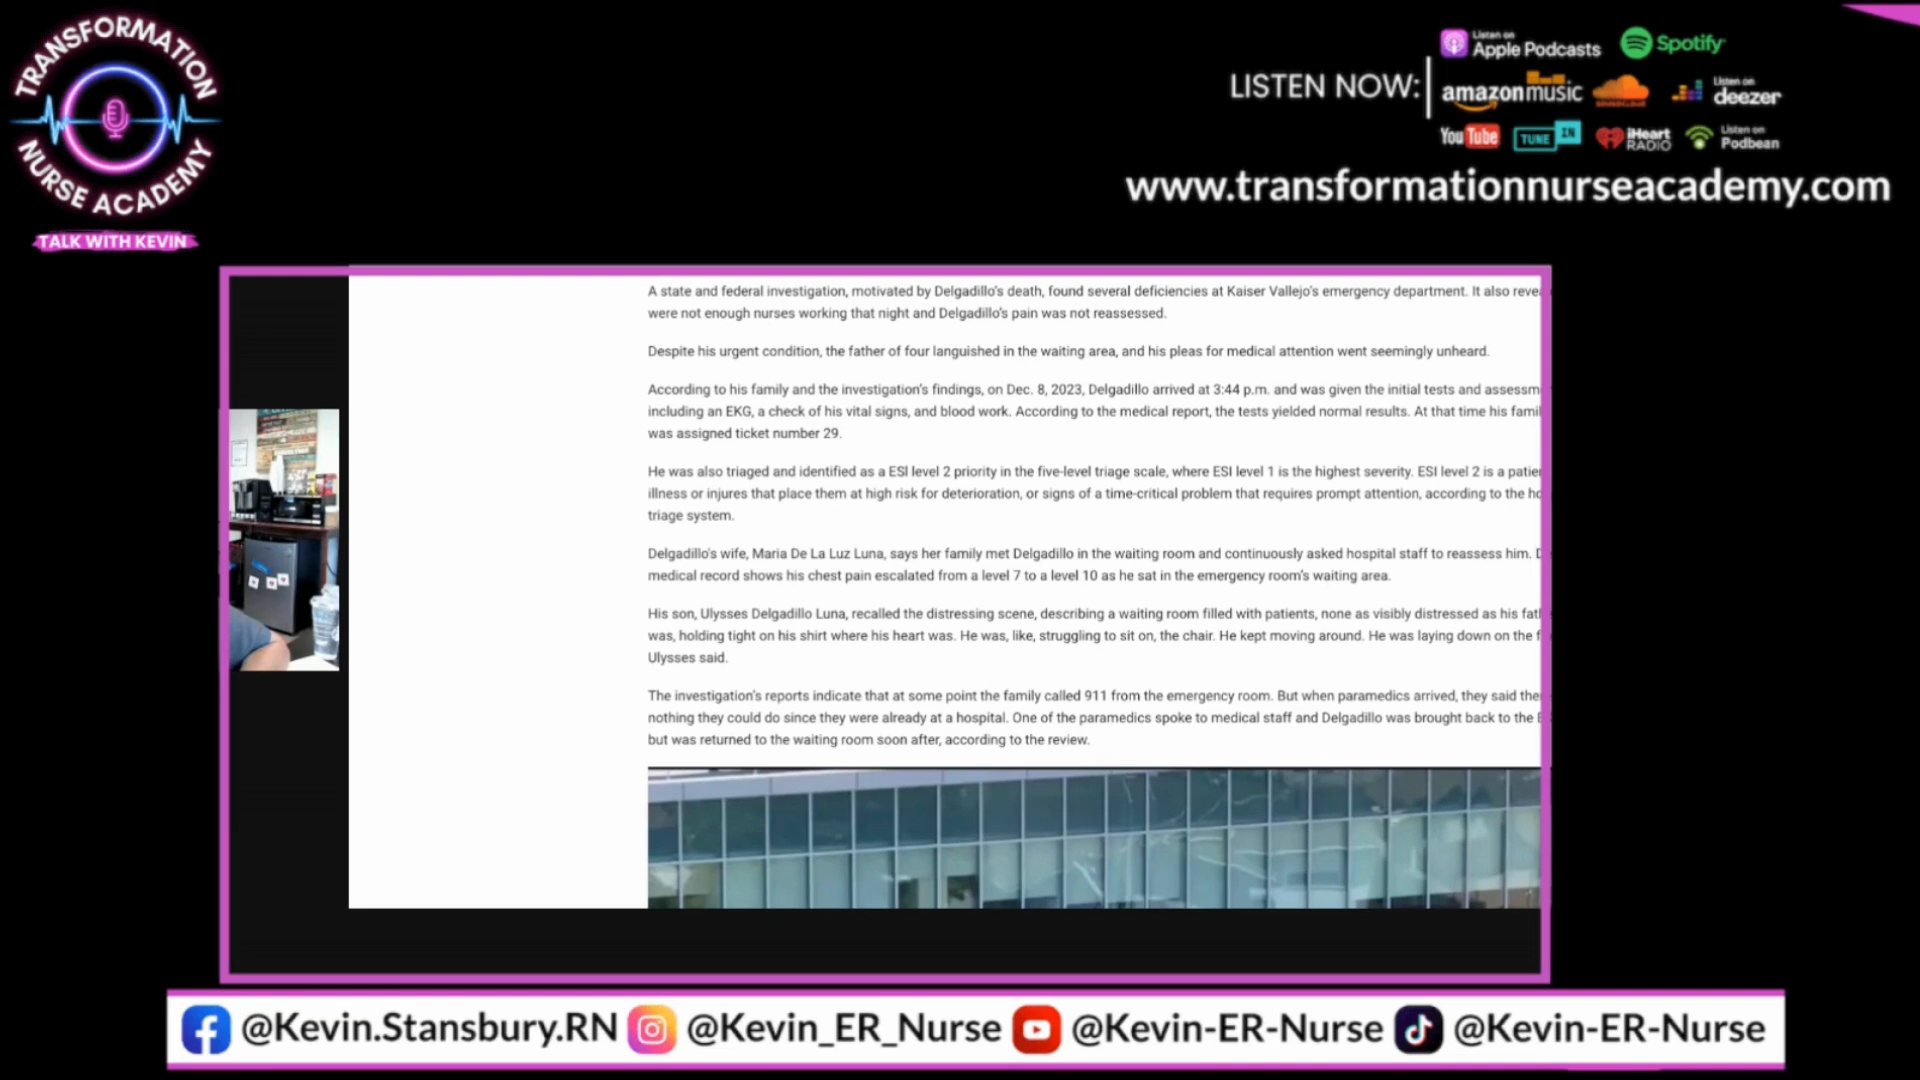 TRANSFORMATION
NURSE ACADEMY
TALK WITH KEVIN
LISTEN NOW:
Listen on
Apple Podcasts
Spotify
amazon music
SOUNDCLOUD
Listen on
deezer
YouTube
TUNE IN
iHeart
RADIO
Listen on
Podbean
www.transformationnurseacademy.com
A state and federal investigation, motivated by Delgadillo's death, found several deficiencies at Kaiser Vallejo's emergency department. It also
were not enough nurses working that night and Delgadillo's pain was not reassessed.
Despite his urgent condition, the father of four languished in the waiting area, and his pleas for medical attention went seemingly unheard.
According to his family and the investigation's findings, on Dec. 8, 2023, Delgadillo arrived at 3:44 p.m. and was given the initial tests and
including an EKG, a check of his vital signs, and blood work. According to the medical report, the tests yielded normal results. At that time his
was assigned ticket number 29.
He was also triaged and identified as a ESI level 2 priority in the five-level triage scale, where ESI level 1 is the highest severity. ESI level 2 is a
illness or injures that place them at high risk for deterioration, or signs of a time-critical problem that requires prompt attention, according to the
triage system.
Delgadillo's wife, Maria De La Luz Luna, says her family met Delgadillo in the waiting room and continuously asked hospital staff to reassess him.
medical record shows his chest pain escalated from a level 7 to a level 10 as he sat in the emergency room's waiting area.
His son, Ulysses Delgadillo Luna, recalled the distressing scene, describing a waiting room filled with patients, none as visibly distressed as his
was, holding tight on his shirt where his heart was. He was, like, struggling to sit on, the chair. He kept moving around. He was laying down on the
Ulysses said.
The investigation's reports indicate that at some point the family called 911 from the emergency room. But when paramedics arrived, they said
nothing they could do since they were already at a hospital. One of the paramedics spoke to medical staff and Delgadillo was brought back to the
but was returned to the waiting room soon after, according to the review.
@Kevin.Stansbury.RN @Kevin_ER_Nurse @Kevin-ER-Nurse @Kevin-ER-Nurse